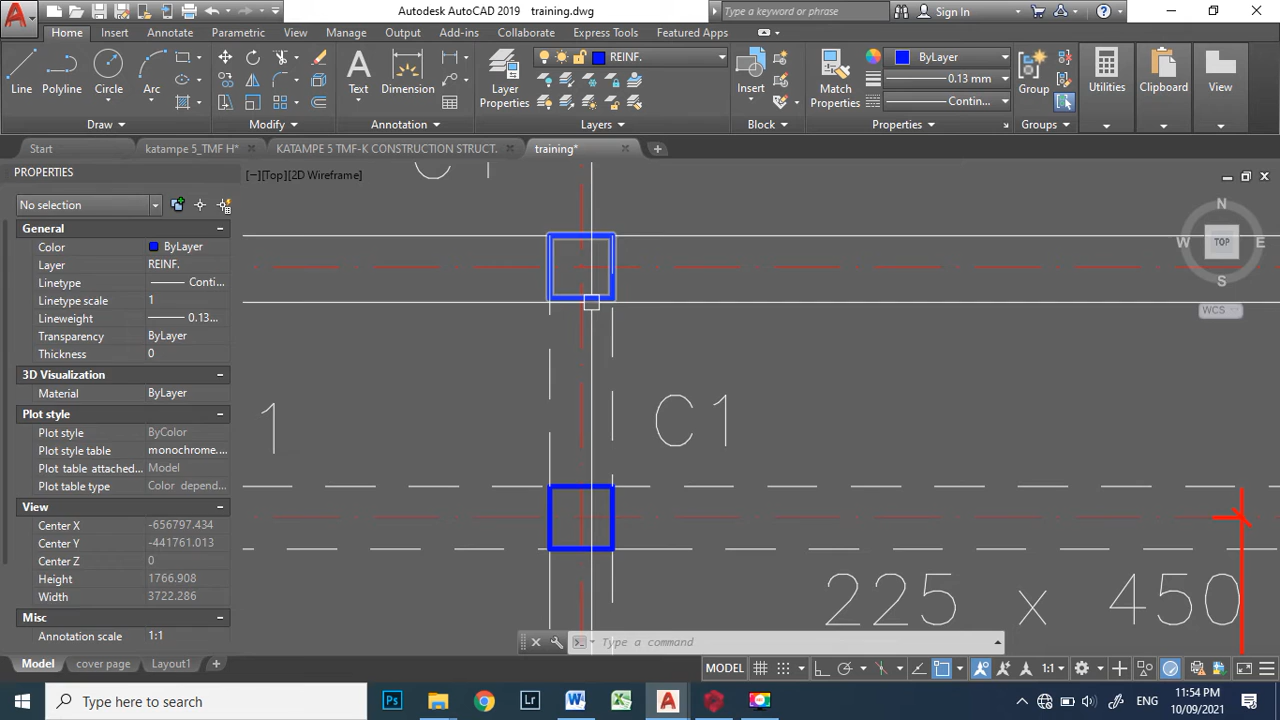 Autodesk AutoCAD 2019 training.dwg
Type a keyword or phrase
Sign In
Home Insert Annotate Parametric View Manage Output Add-ins Collaborate Express Tools Featured Apps
REINF.
ByLayer
0.13 mm
Contin...
Line Polyline Circle Arc
Text Dimension
Layer Properties
Insert
Match Properties
Group
Utilities
Clipboard
View
Draw Modify Annotation Layers Block Properties Groups
Start katampe 5_TMF H* KATAMPE 5 TMF-K CONSTRUCTION STRUCT. training*
PROPERTIES
[−][Top][2D Wireframe]
No selection
General
Color ByLayer
Layer REINF.
Linetype Conti...
Linetype scale 1
Lineweight 0.13...
Transparency ByLayer
Thickness 0
3D Visualization
Material ByLayer
Plot style
Plot style ByColor
Plot style table monochrome....
Plot table attached... Model
Plot table type Color depend...
View
Center X -656797.434
Center Y -441761.013
Center Z 0
Height 1766.908
Width 3722.286
Misc
Annotation scale 1:1
N
W TOP E
S
WCS
1
C1
225 x 450
Type a command
Model cover page Layout1
MODEL
1:1
Type here to search
Ps
Lr
ENG
11:54 PM
10/09/2021